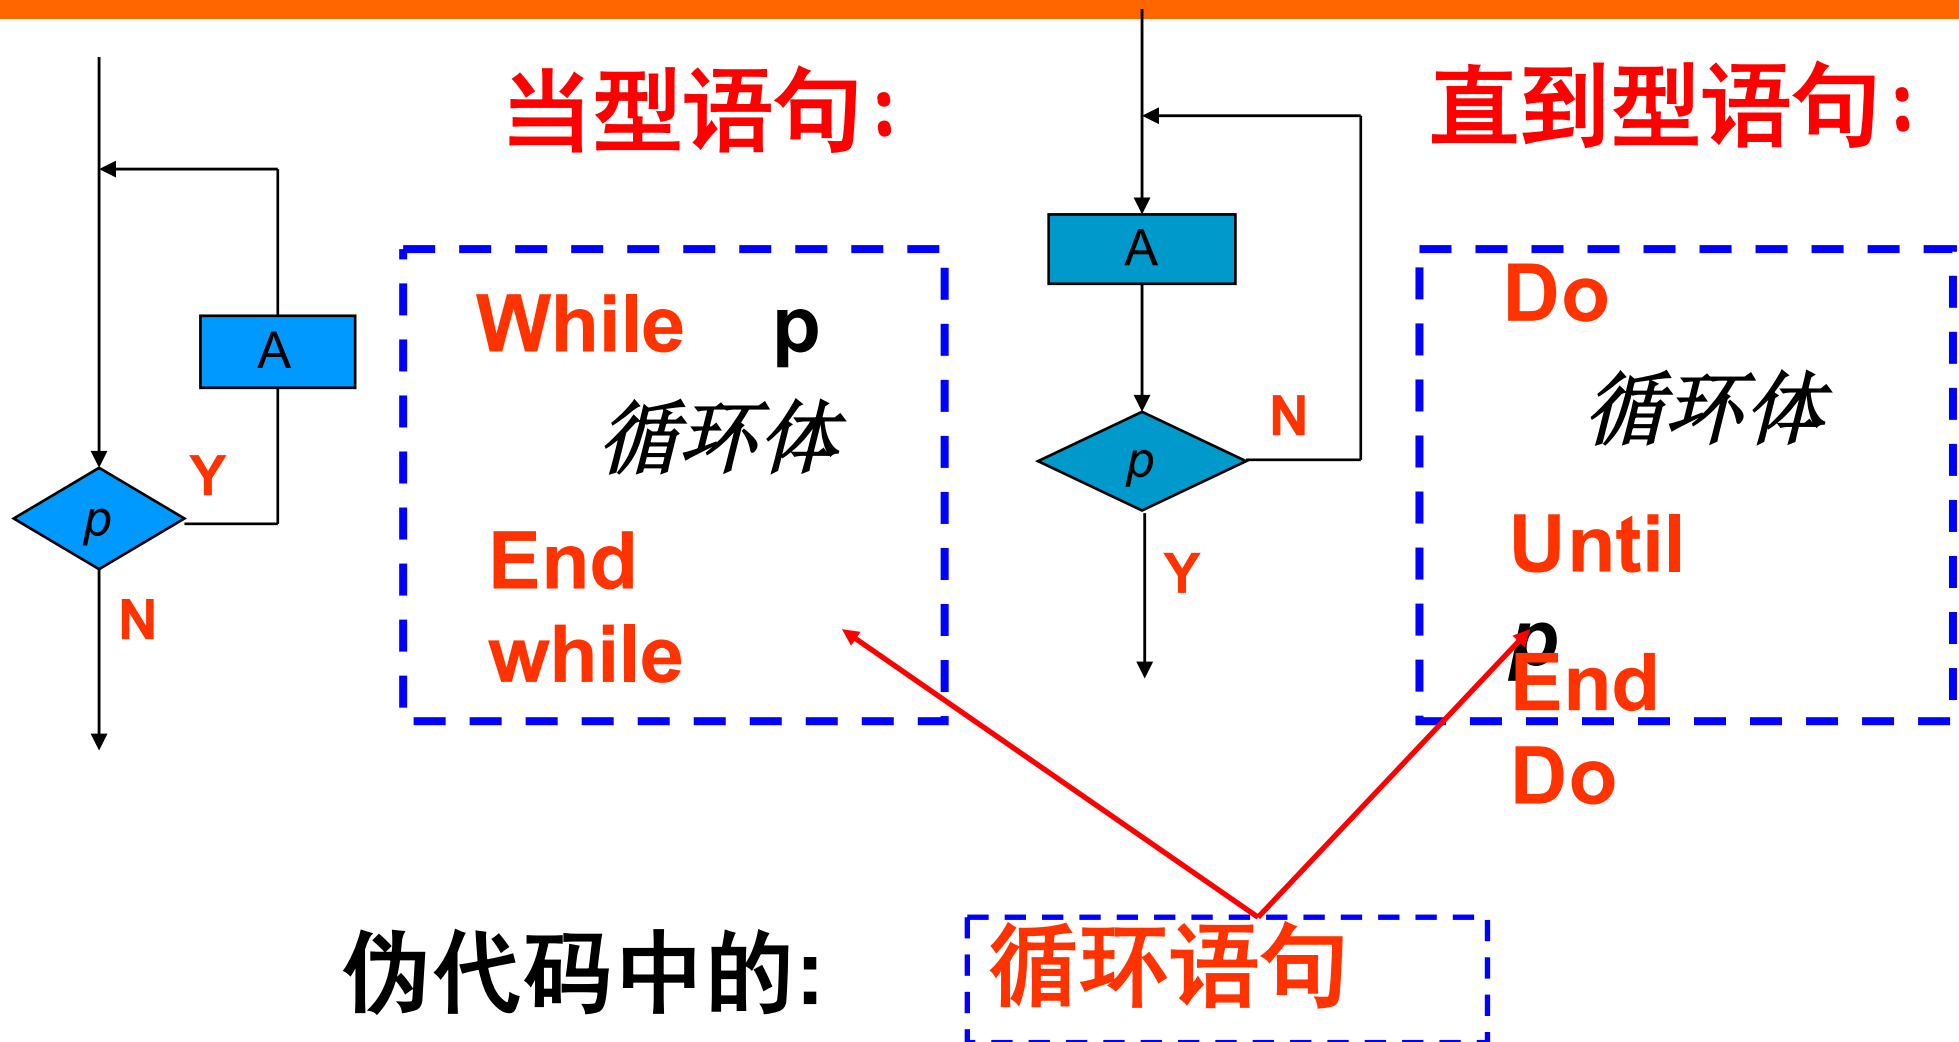 当型语句:
直到型语句:
A
p
Y
N
While p
循环体
End
while
A
p
N
Y
Do
循环体
Until
p
End
Do
伪代码中的:
循环语句